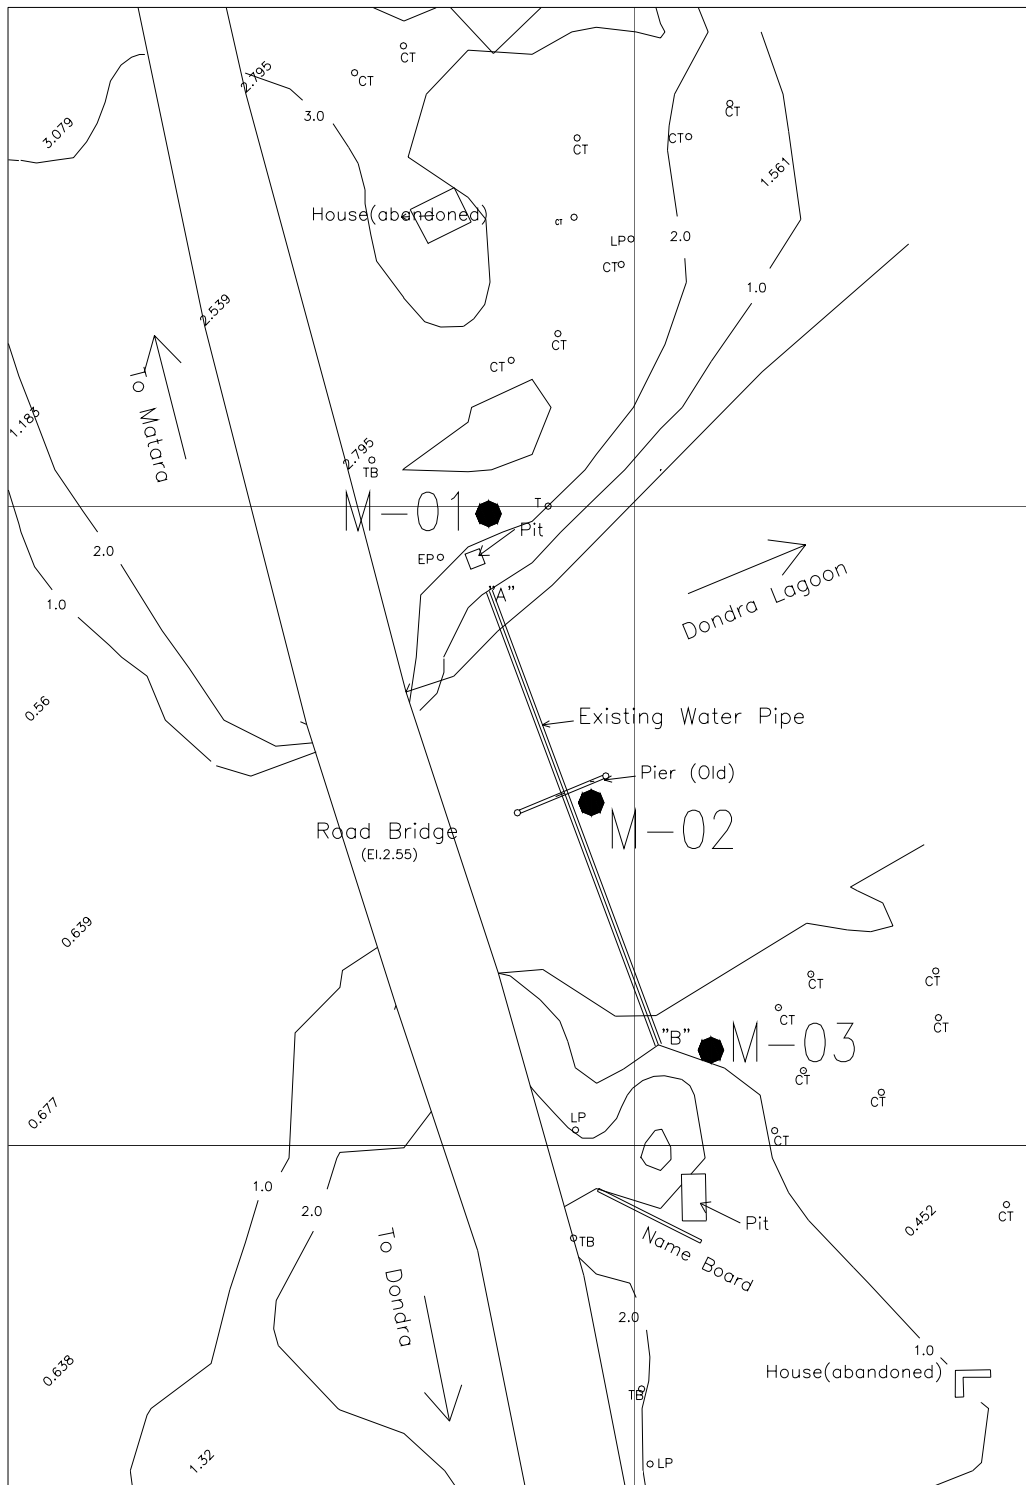 CT
CT
2.795
3.0
CT
3.079
CT
CT
1.561
House(abandoned)
CT
LP
2.0
CT
1.0
2.539
CT
CT
To Matara
1.183
2.795
TB
M-01
T
Pit
EP
2.0
1.0
"A"
Dondra Lagoon
0.56
Existing Water Pipe
Pier (Old)
Road Bridge
(El.2.55)
M-02
0.639
CT
CT
CT
CT
"B"
M-03
CT
CT
0.677
LP
CT
1.0
2.0
0.452
CT
Pit
TB
Name Board
To Dondra
2.0
1.0
0.638
House(abandoned)
TB
1.32
LP